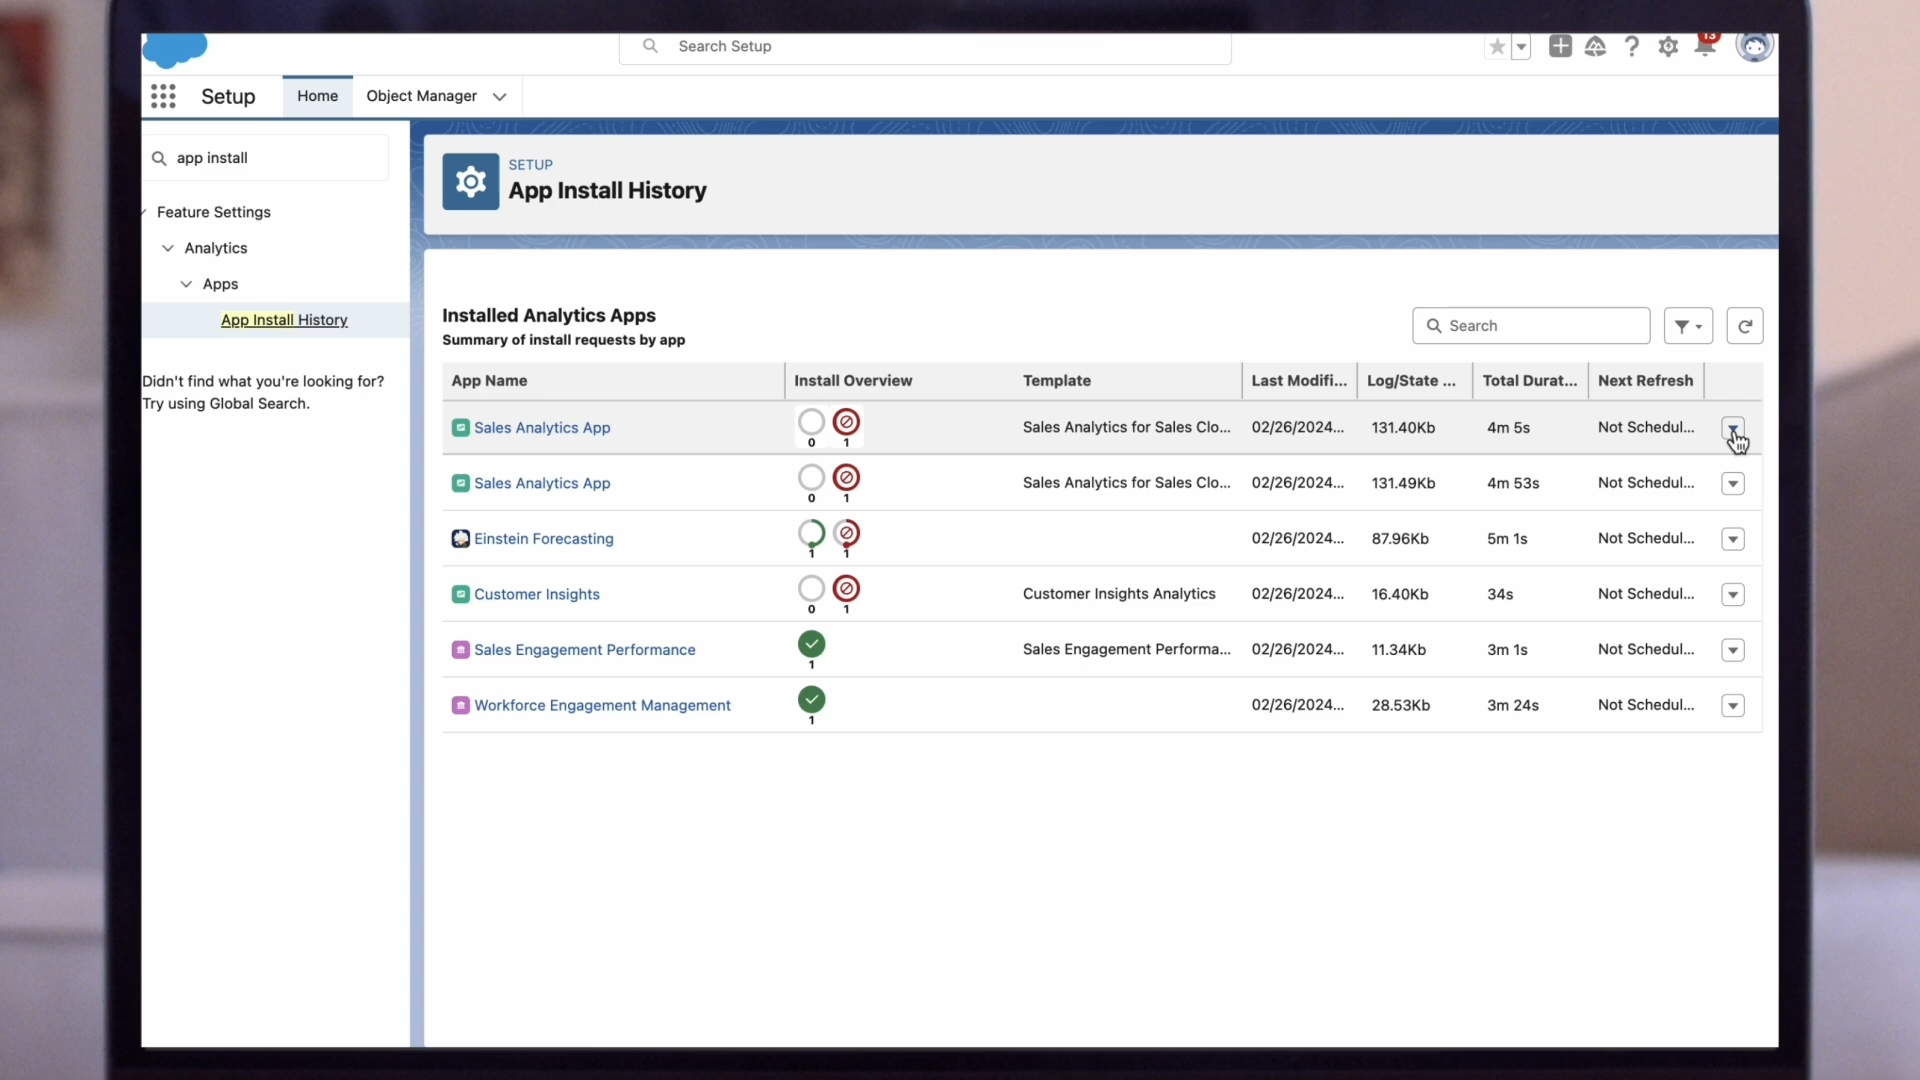 Search Setup
13
Setup
Home
Object Manager
app install
Feature Settings
Analytics
Apps
App Install History
Didn't find what you're looking for?
Try using Global Search.
SETUP
App Install History
Installed Analytics Apps
Summary of install requests by app
Search
App Name Install Overview Template Last Modifi... Log/State ... Total Durat... Next Refresh
Sales Analytics App 0 1 Sales Analytics for Sales Clo... 02/26/2024... 131.40Kb 4m 5s Not Schedul...
Sales Analytics App 0 1 Sales Analytics for Sales Clo... 02/26/2024... 131.49Kb 4m 53s Not Schedul...
Einstein Forecasting 1 1 02/26/2024... 87.96Kb 5m 1s Not Schedul...
Customer Insights 0 1 Customer Insights Analytics 02/26/2024... 16.40Kb 34s Not Schedul...
Sales Engagement Performance 1 Sales Engagement Performa... 02/26/2024... 11.34Kb 3m 1s Not Schedul...
Workforce Engagement Management 1 02/26/2024... 28.53Kb 3m 24s Not Schedul...